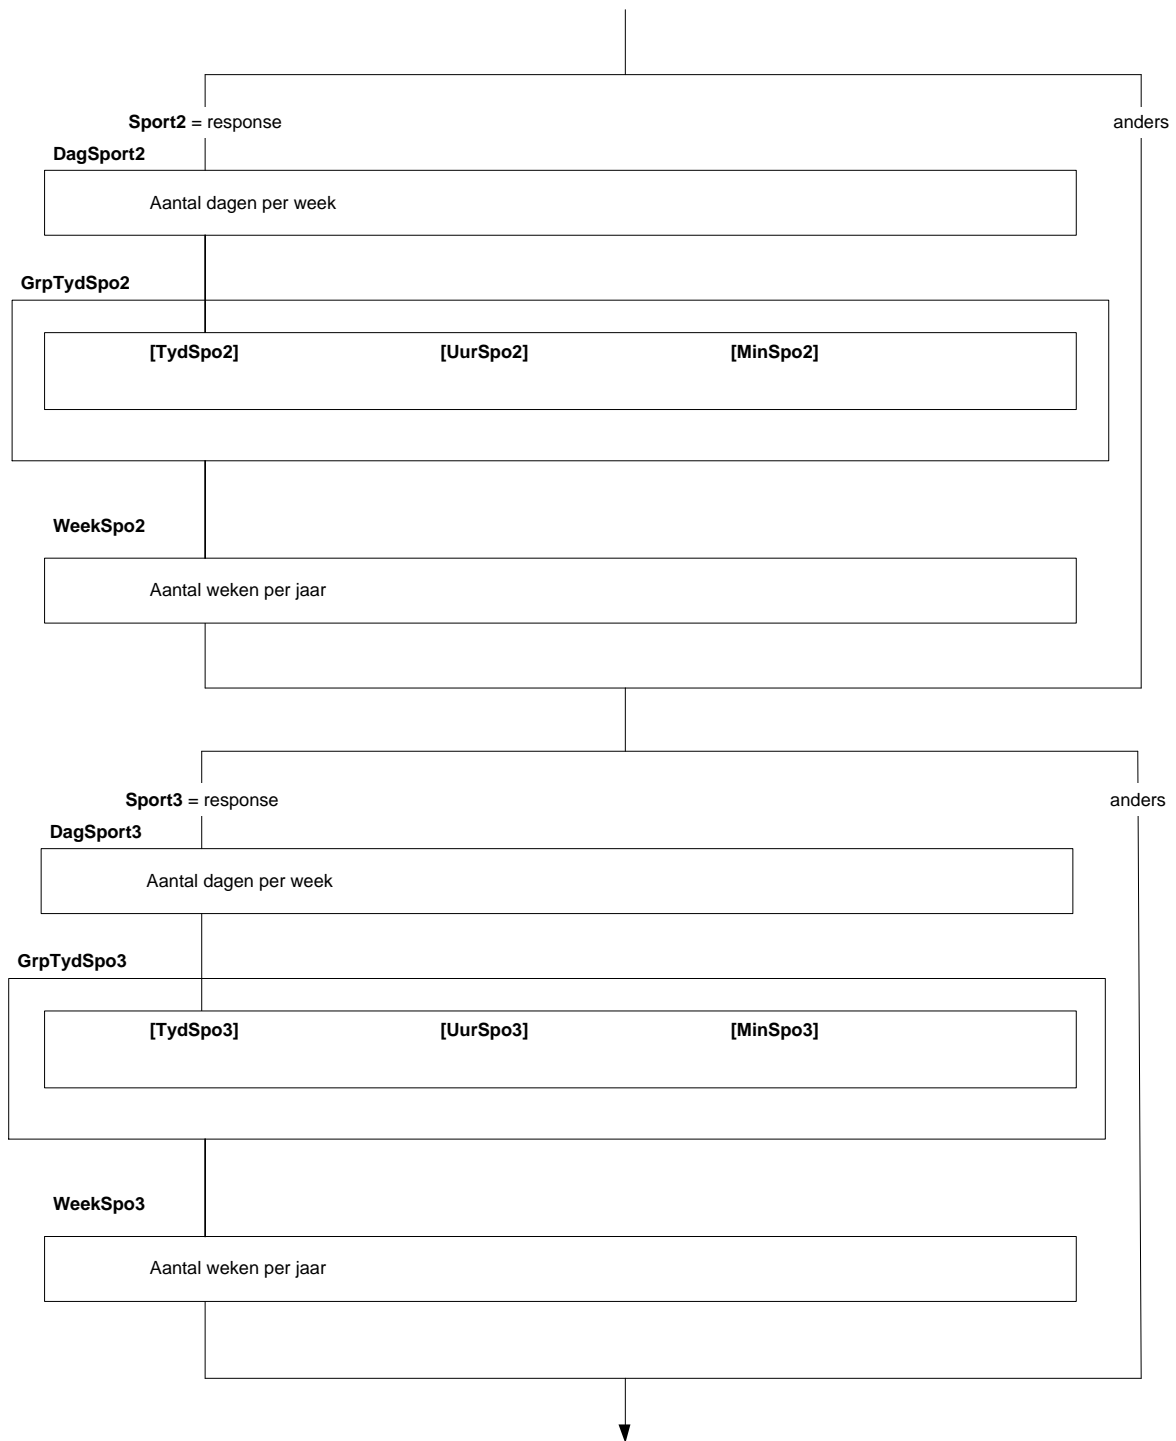 Sport2 = response
anders
DagSport2
Aantal dagen per week
GrpTydSpo2
[TydSpo2] [UurSpo2] [MinSpo2]
WeekSpo2
Aantal weken per jaar
Sport3 = response
anders
DagSport3
Aantal dagen per week
GrpTydSpo3
[TydSpo3] [UurSpo3] [MinSpo3]
WeekSpo3
Aantal weken per jaar